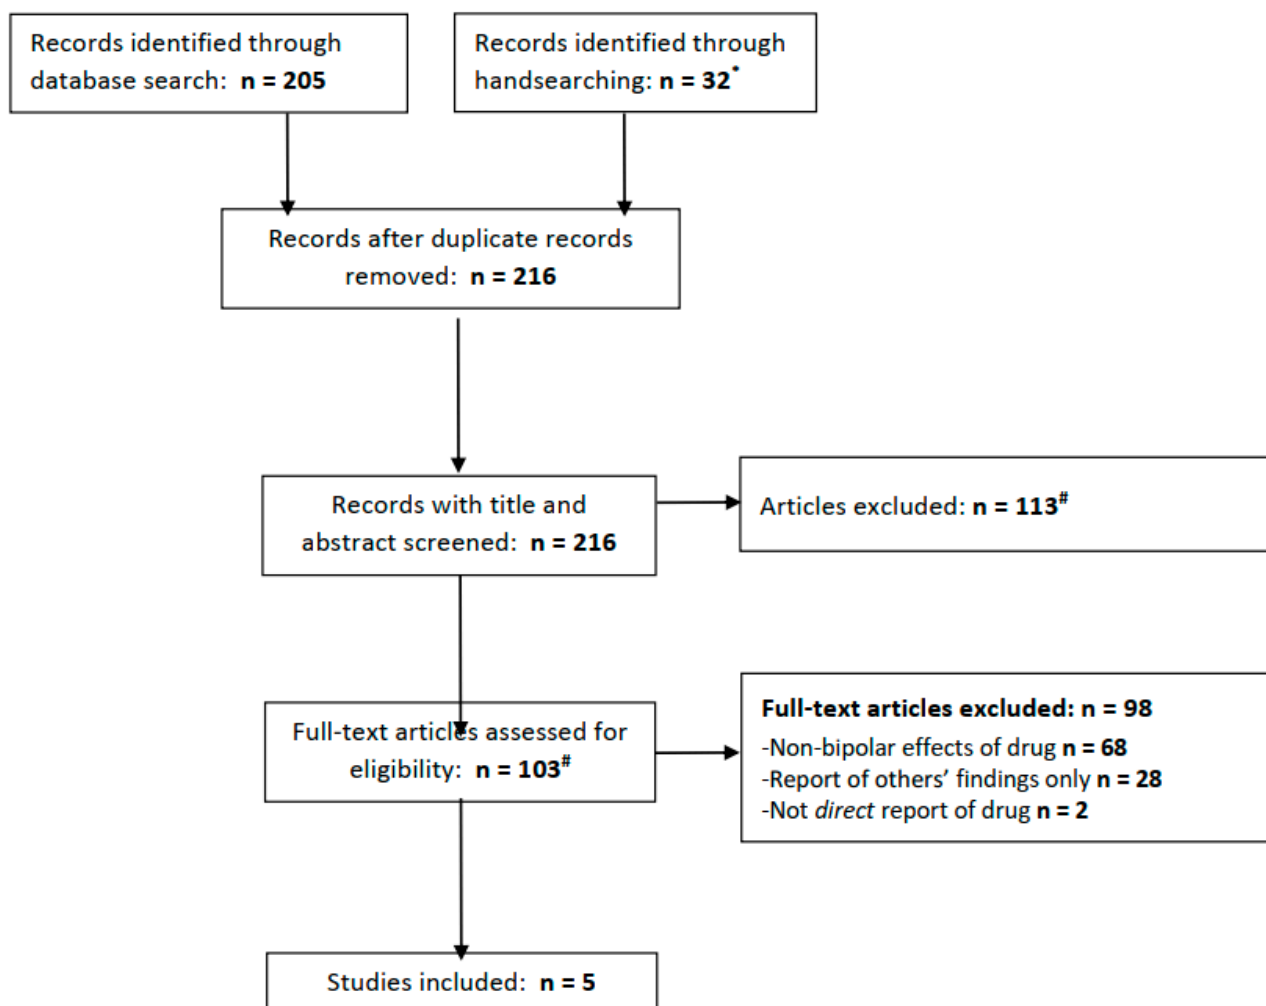 Records identified through
database search: n = 205
Records identified through
handsearching: n = 32*
Records after duplicate records
removed: n = 216
Records with title and
abstract screened: n = 216
Articles excluded: n = 113#
Full-text articles assessed for
eligibility: n = 103#
Full-text articles excluded: n = 98
-Non-bipolar effects of drug n = 68
-Report of others’ findings only n = 28
-Not direct report of drug n = 2
Studies included: n = 5